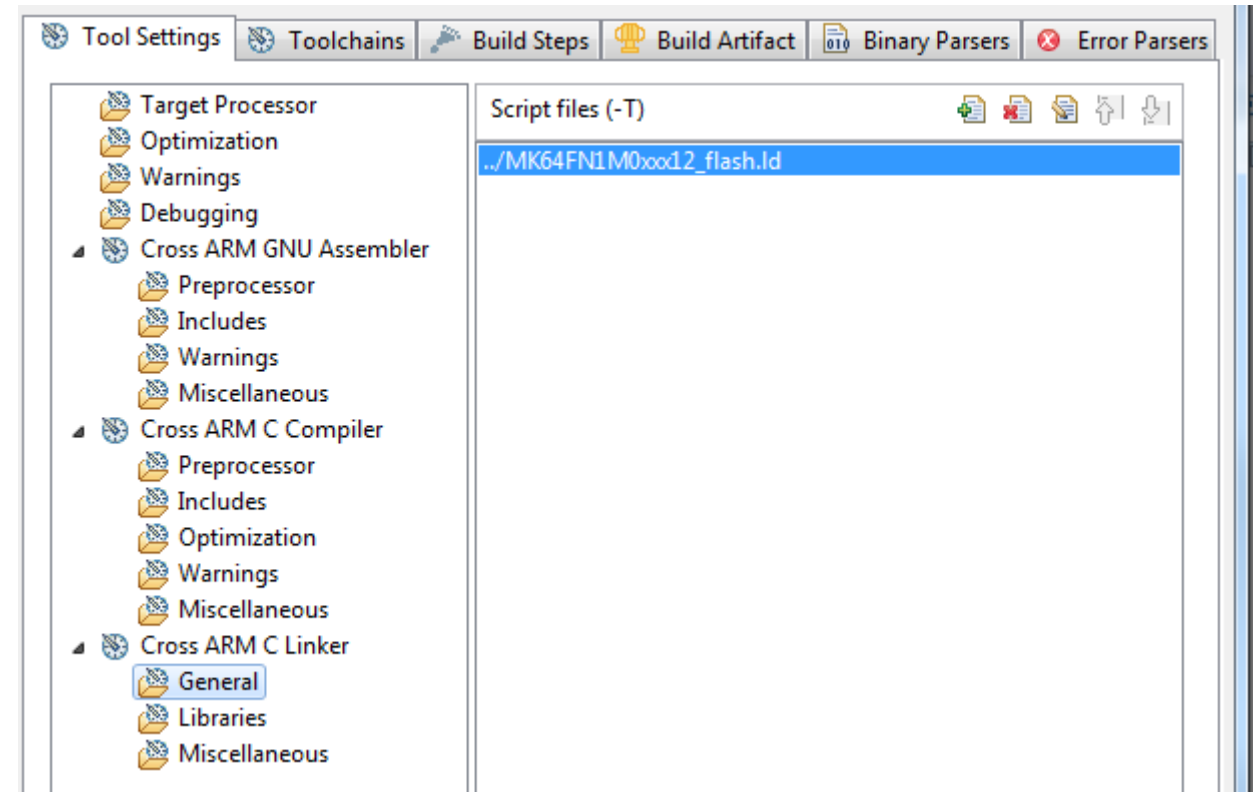 Tool Settings Toolchains Build Steps Build Artifact Binary Parsers Error Parsers
Target Processor
Optimization
Warnings
Debugging
Cross ARM GNU Assembler
Preprocessor
Includes
Warnings
Miscellaneous
Cross ARM C Compiler
Preprocessor
Includes
Optimization
Warnings
Miscellaneous
Cross ARM C Linker
General
Libraries
Miscellaneous
Script files (-T)
../MK64FN1M0xxx12_flash.ld